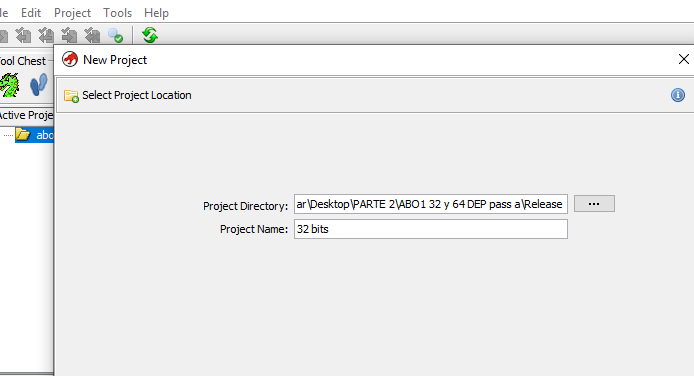 le Edit Project Tools Help
ool Chest
Active Proje
abo
New Project
Select Project Location
Project Directory: ar\Desktop\PARTE 2\ABO1 32 y 64 DEP pass a\Release ...
Project Name: 32 bits